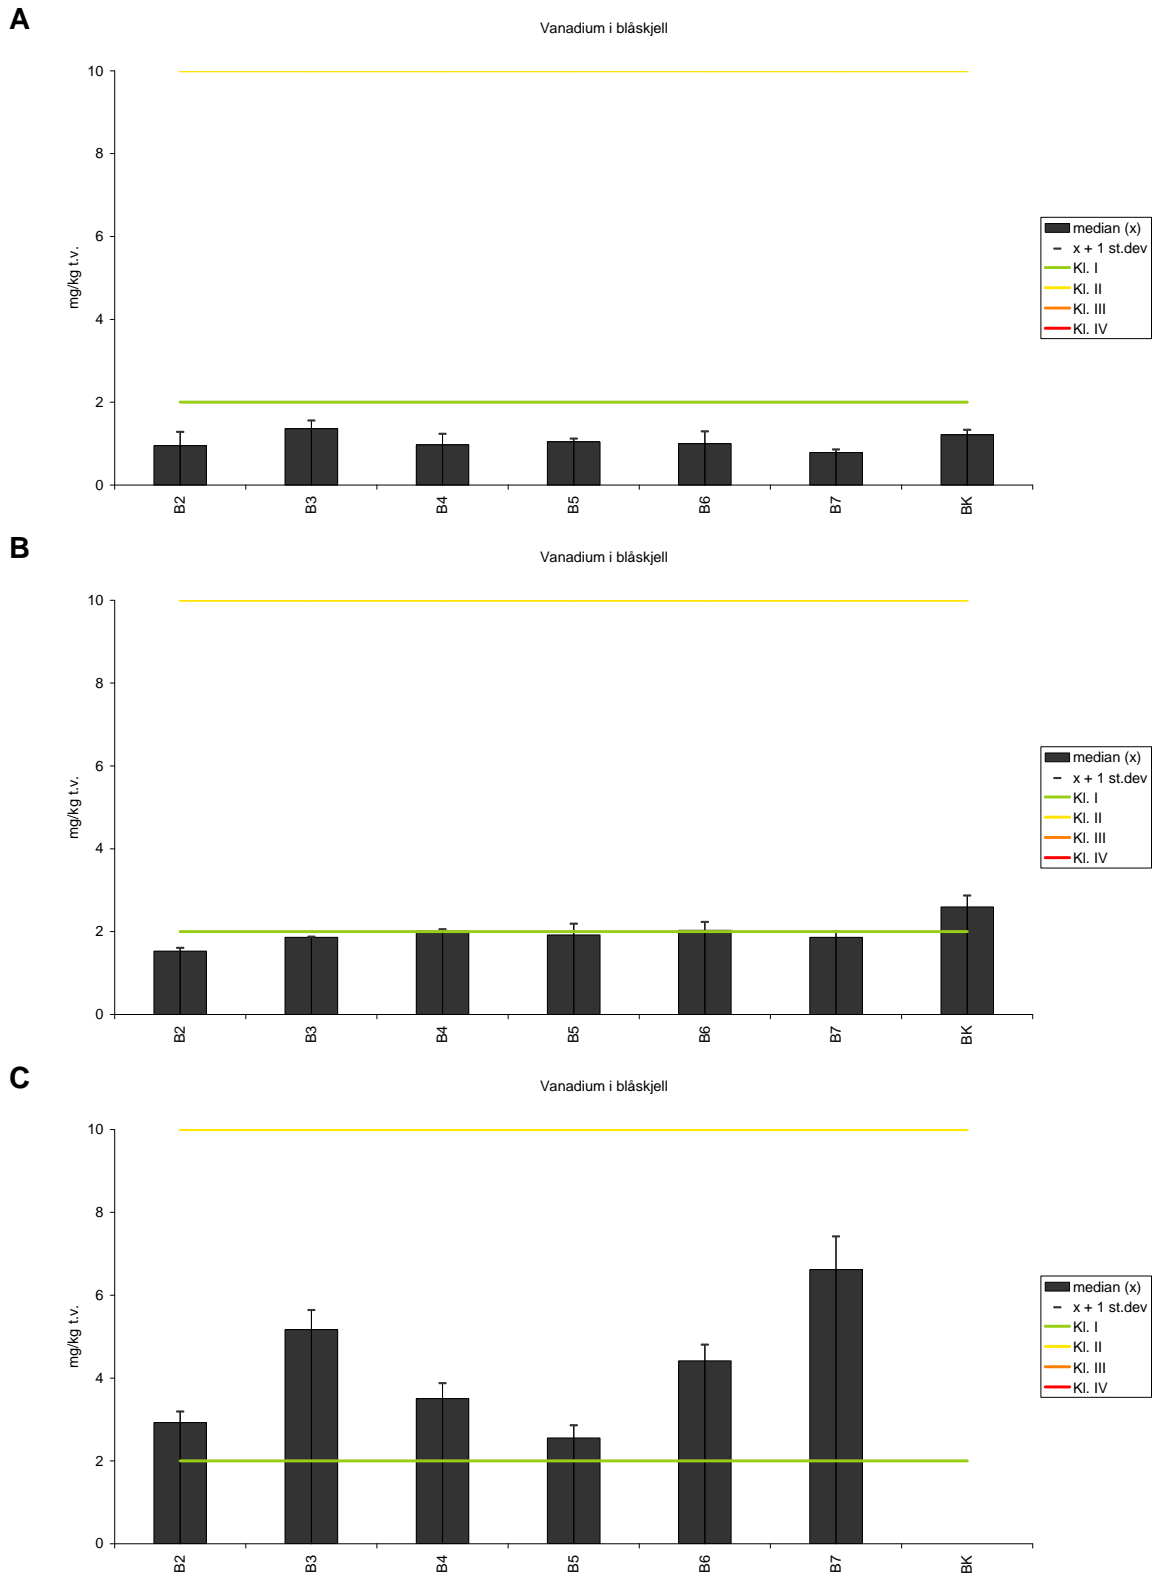 A
Vanadium i blåskjell
10
8
6
4
2
0
mg/kg t.v.
B2
B3
B4
B5
B6
B7
BK
median (x)
x + 1 st.dev
Kl. I
Kl. II
Kl. III
Kl. IV
B
Vanadium i blåskjell
10
8
6
4
2
0
mg/kg t.v.
B2
B3
B4
B5
B6
B7
BK
median (x)
x + 1 st.dev
Kl. I
Kl. II
Kl. III
Kl. IV
C
Vanadium i blåskjell
10
8
6
4
2
0
mg/kg t.v.
B2
B3
B4
B5
B6
B7
BK
median (x)
x + 1 st.dev
Kl. I
Kl. II
Kl. III
Kl. IV